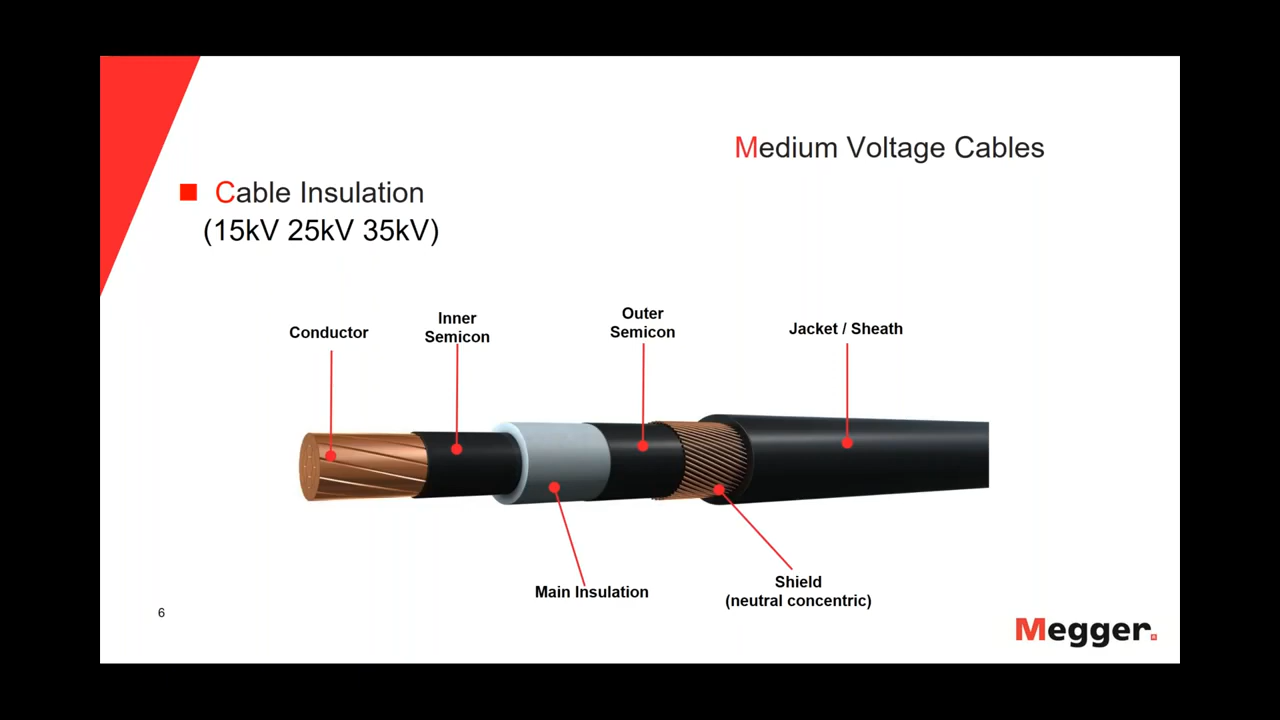 Medium Voltage Cables
Cable Insulation
(15kV 25kV 35kV)
Conductor
Inner
Semicon
Outer
Semicon
Jacket / Sheath
Main Insulation
Shield
(neutral concentric)
6
Megger.